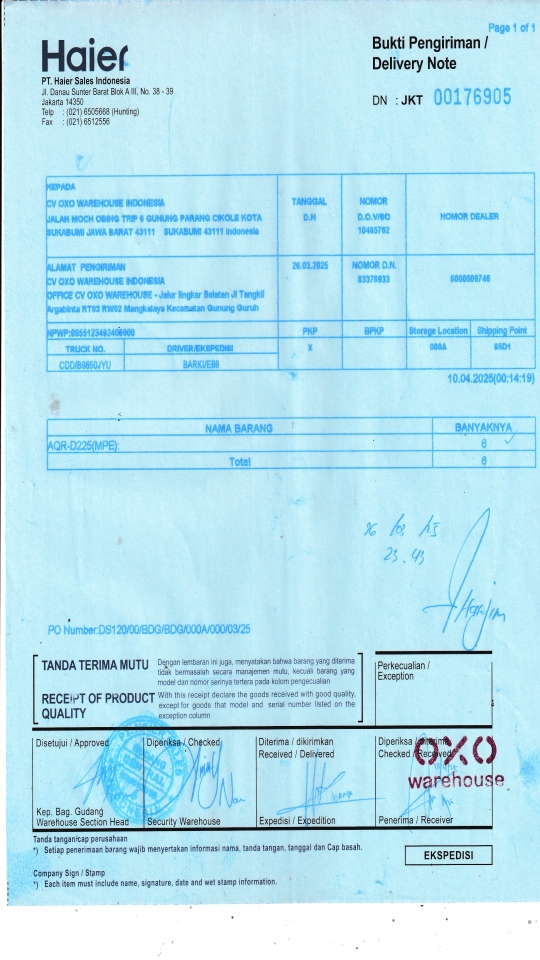 Page 1 of 1
Haier
Bukti Pengiriman /
Delivery Note
PT. Haier Sales Indonesia
Jl. Danau Sunter Barat Blok A III, No. 38 - 39
Jakarta 14350
Telp : (021) 6505668 (Hunting)
Fax : (021) 6512556
DN : JKT 00176905
KEPADA
CV OXO WAREHOUSE INDONESIA
JALAN MOCH OBING TRIP 6 GUNUNG PARANG CIKOLE KOTA
SUKABUMI JAWA BARAT 43111 SUKABUMI 43111 Indonesia
TANGGAL
D.N
NOMOR
D.O.V/SO
10485762
NOMOR DEALER
ALAMAT PENGIRIMAN
CV OXO WAREHOUSE INDONESIA
OFFICE CV OXO WAREHOUSE - Jalur lingkar Selatan Jl Tangkil
Argabinta RT03 RW02 Mangkalaya Kecamatan Gunung Guruh
26.03.2025
NOMOR D.N.
83376933
NPWP:
PKP
BPKP
Storege Location
Shipping Point
TRUCK NO.
DRIVER/EKSPEDISI
X
000A
05D1
CDD/B9650JYU
BARKI/E86
10.04.2025(00:14:19)
NAMA BARANG
BANYAKNYA
AQR-D225(MPE):
6
Total
6
26/03/25
23.43
PO Number:DS120/00/BDG/BDG/000A/000/03/25
TANDA TERIMA MUTU
Dengan lembaran ini juga, menyatakan bahwa barang yang diterima
tidak bermasalah secara manajemen mutu, kecuali barang yang
model dan nomor serinya tertera pada kolom pengecualian
RECEIPT OF PRODUCT
QUALITY
With this receipt declare the goods received with good quality,
except for goods that model and serial number listed on the
exception column
Perkecualian /
Exception
Disetujui / Approved
Diperiksa / Checked
Diterima / dikirimkan
Received / Delivered
Diperiksa /
Checked / Received
OXO
warehouse
Kep. Bag. Gudang
Warehouse Section Head
Security Warehouse
Expedisi / Expedition
Penerima / Receiver
Tanda tangan/cap perusahaan
*) Setiap penerimaan barang wajib menyertakan informasi nama, tanda tangan, tanggal dan Cap basah.
EKSPEDISI
Company Sign / Stamp
*) Each item must include name, signature, date and wet stamp information.